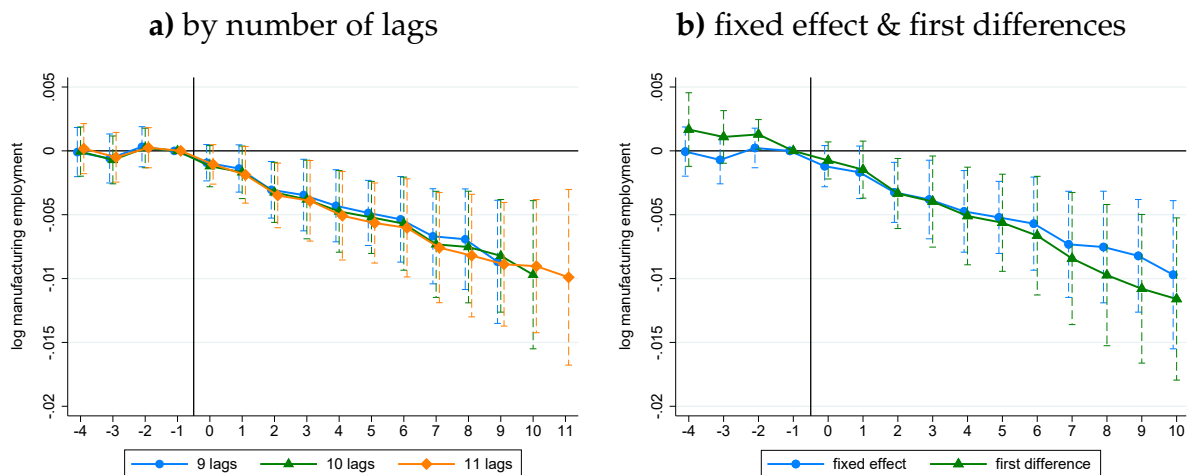 a) by number of lags
.005
0
-.005
-.01
-.015
-.02
log manufacturing employment
-4 -3 -2 -1 0 1 2 3 4 5 6 7 8 9 10 11
9 lags 10 lags 11 lags
b) fixed effect & first differences
.005
0
-.005
-.01
-.015
-.02
log manufacturing employment
-4 -3 -2 -1 0 1 2 3 4 5 6 7 8 9 10
fixed effect first difference